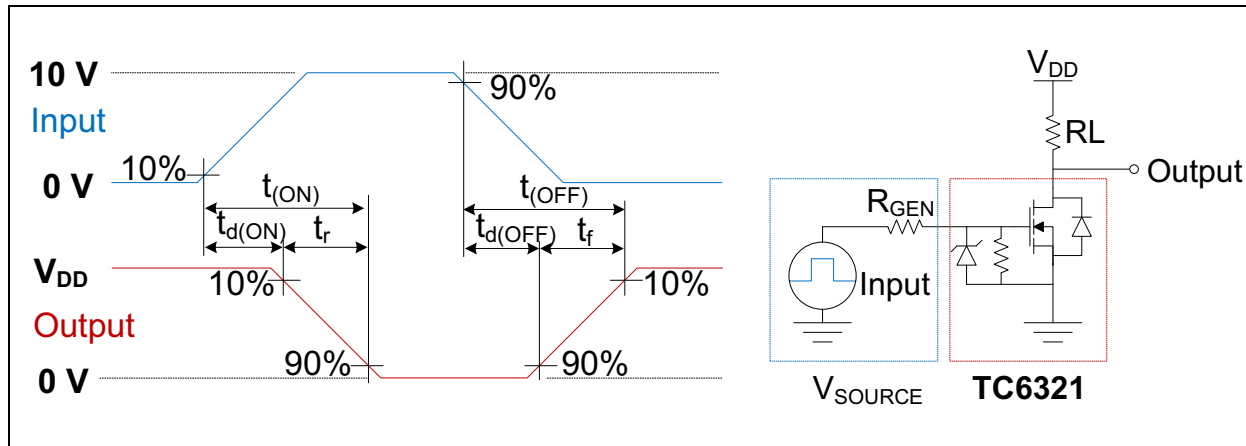 10 V
Input
0 V
10%
90%
t(ON)
t(OFF)
td(ON)
tr
td(OFF)
tf
VDD
Output
0 V
10%
90%
90%
10%
VDD
RL
Output
RGEN
Input
VSOURCE
TC6321